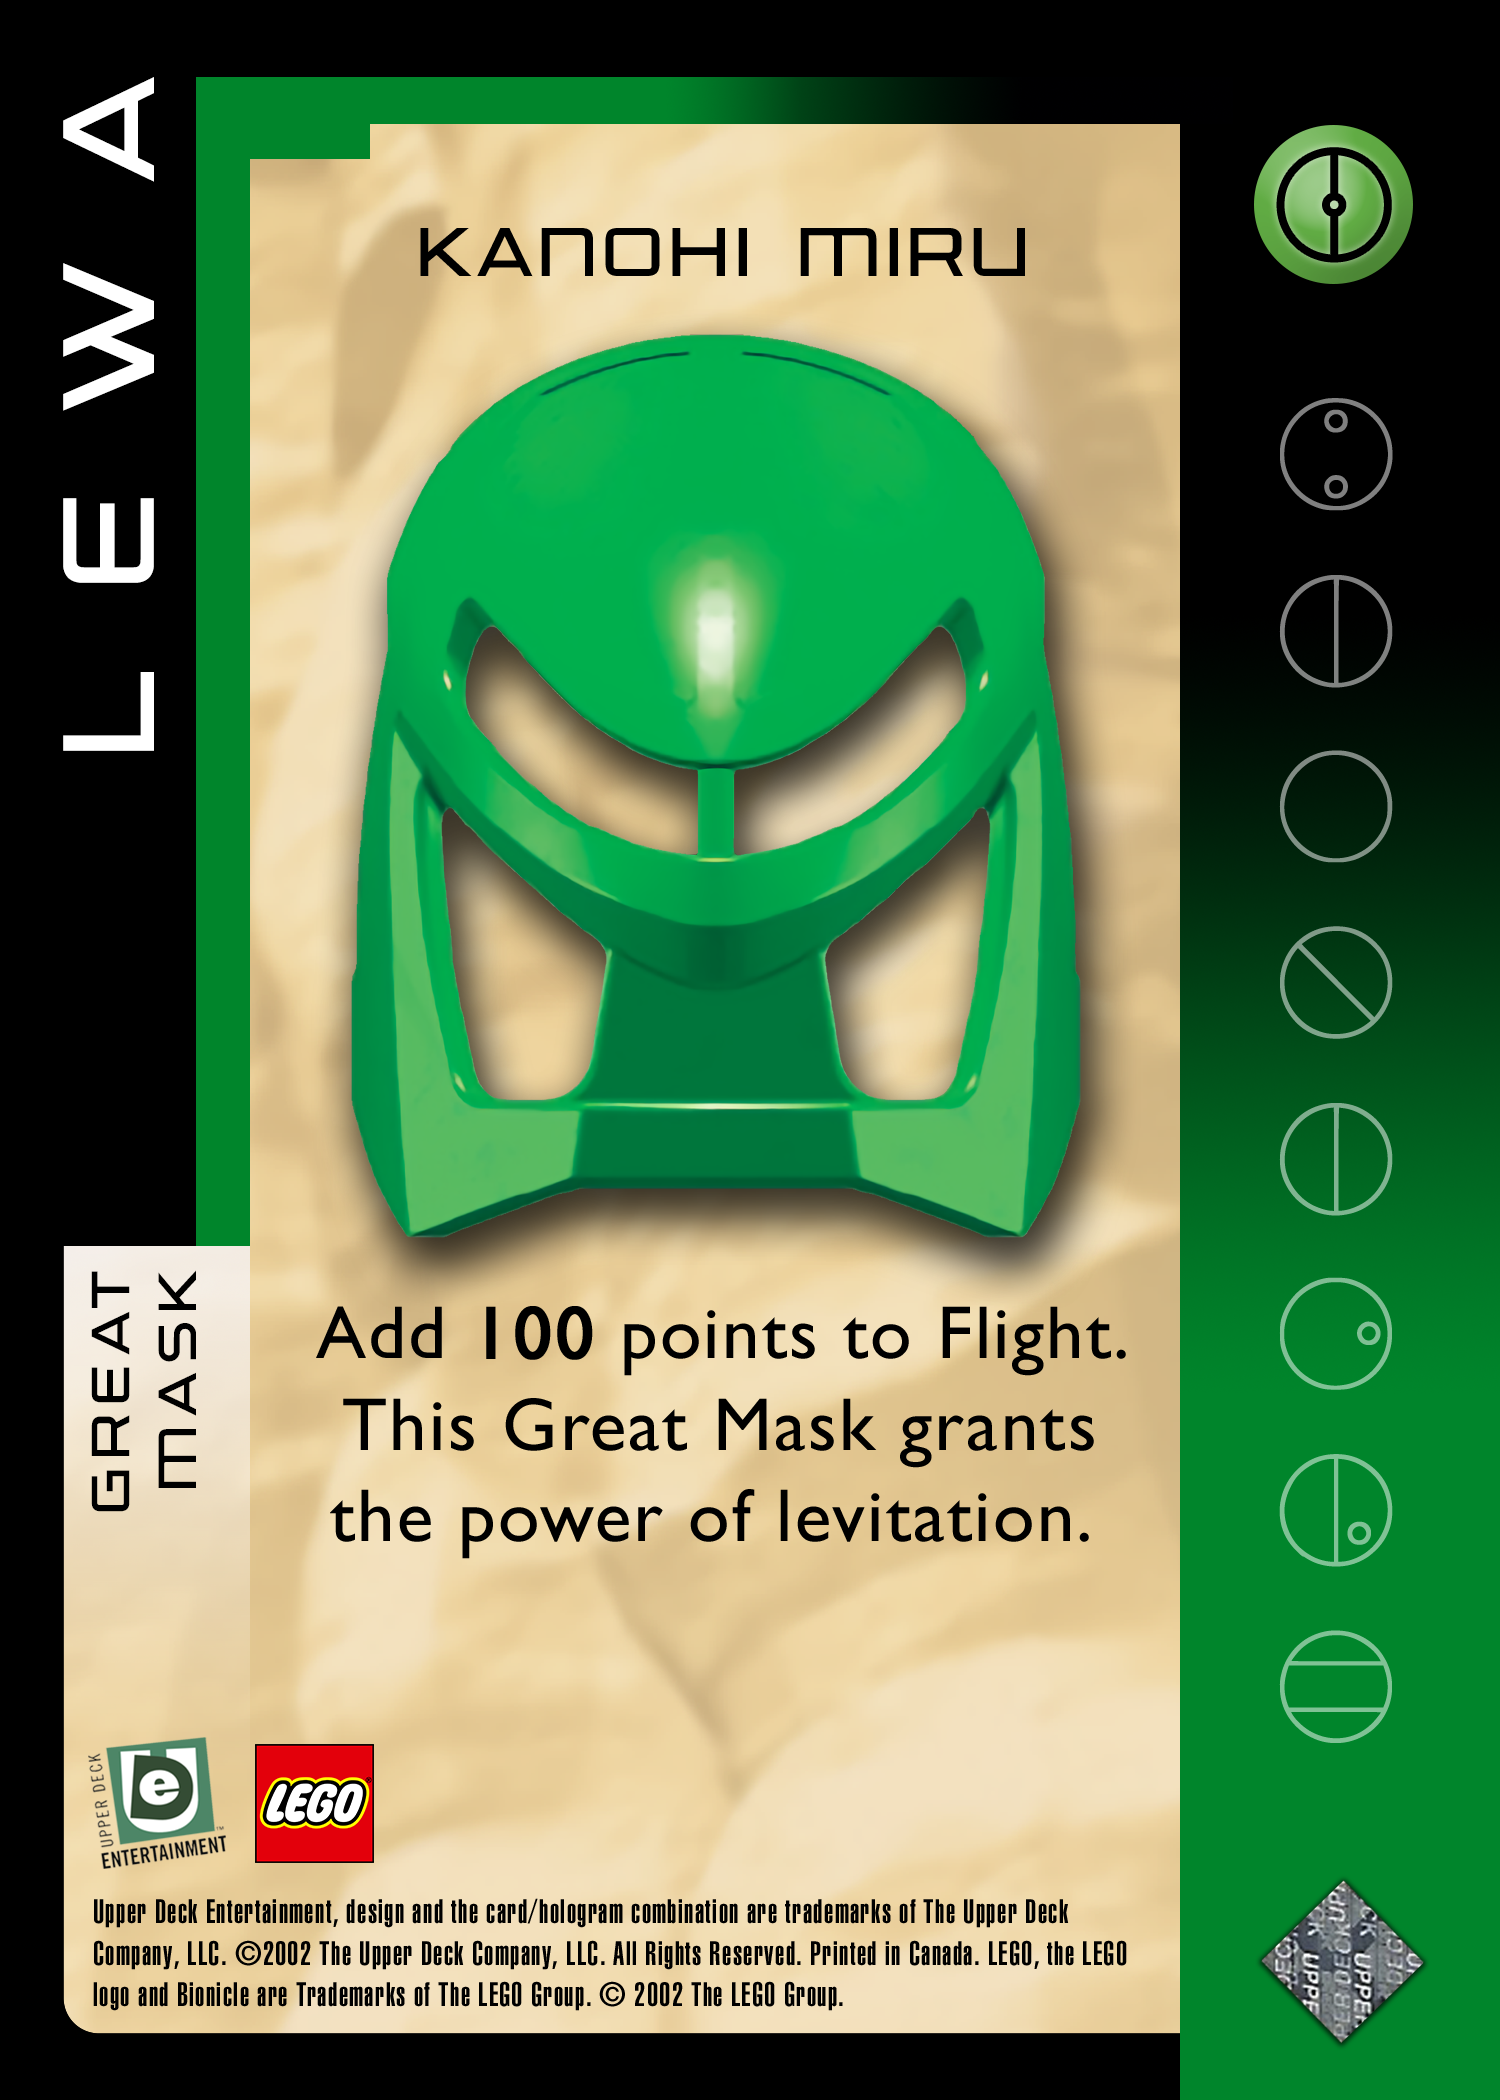 LEWA
KANOHI MIRU
Add 100 points to Flight.
This Great Mask grants
the power of levitation.
GREAT
MASK
UPPER DECK
e
ENTERTAINMENT
™
LEGO
Upper Deck Entertainment, design and the card/hologram combination are trademarks of The Upper Deck
Company, LLC. ©2002 The Upper Deck Company, LLC. All Rights Reserved. Printed in Canada. LEGO, the LEGO
logo and Bionicle are Trademarks of The LEGO Group. © 2002 The LEGO Group.